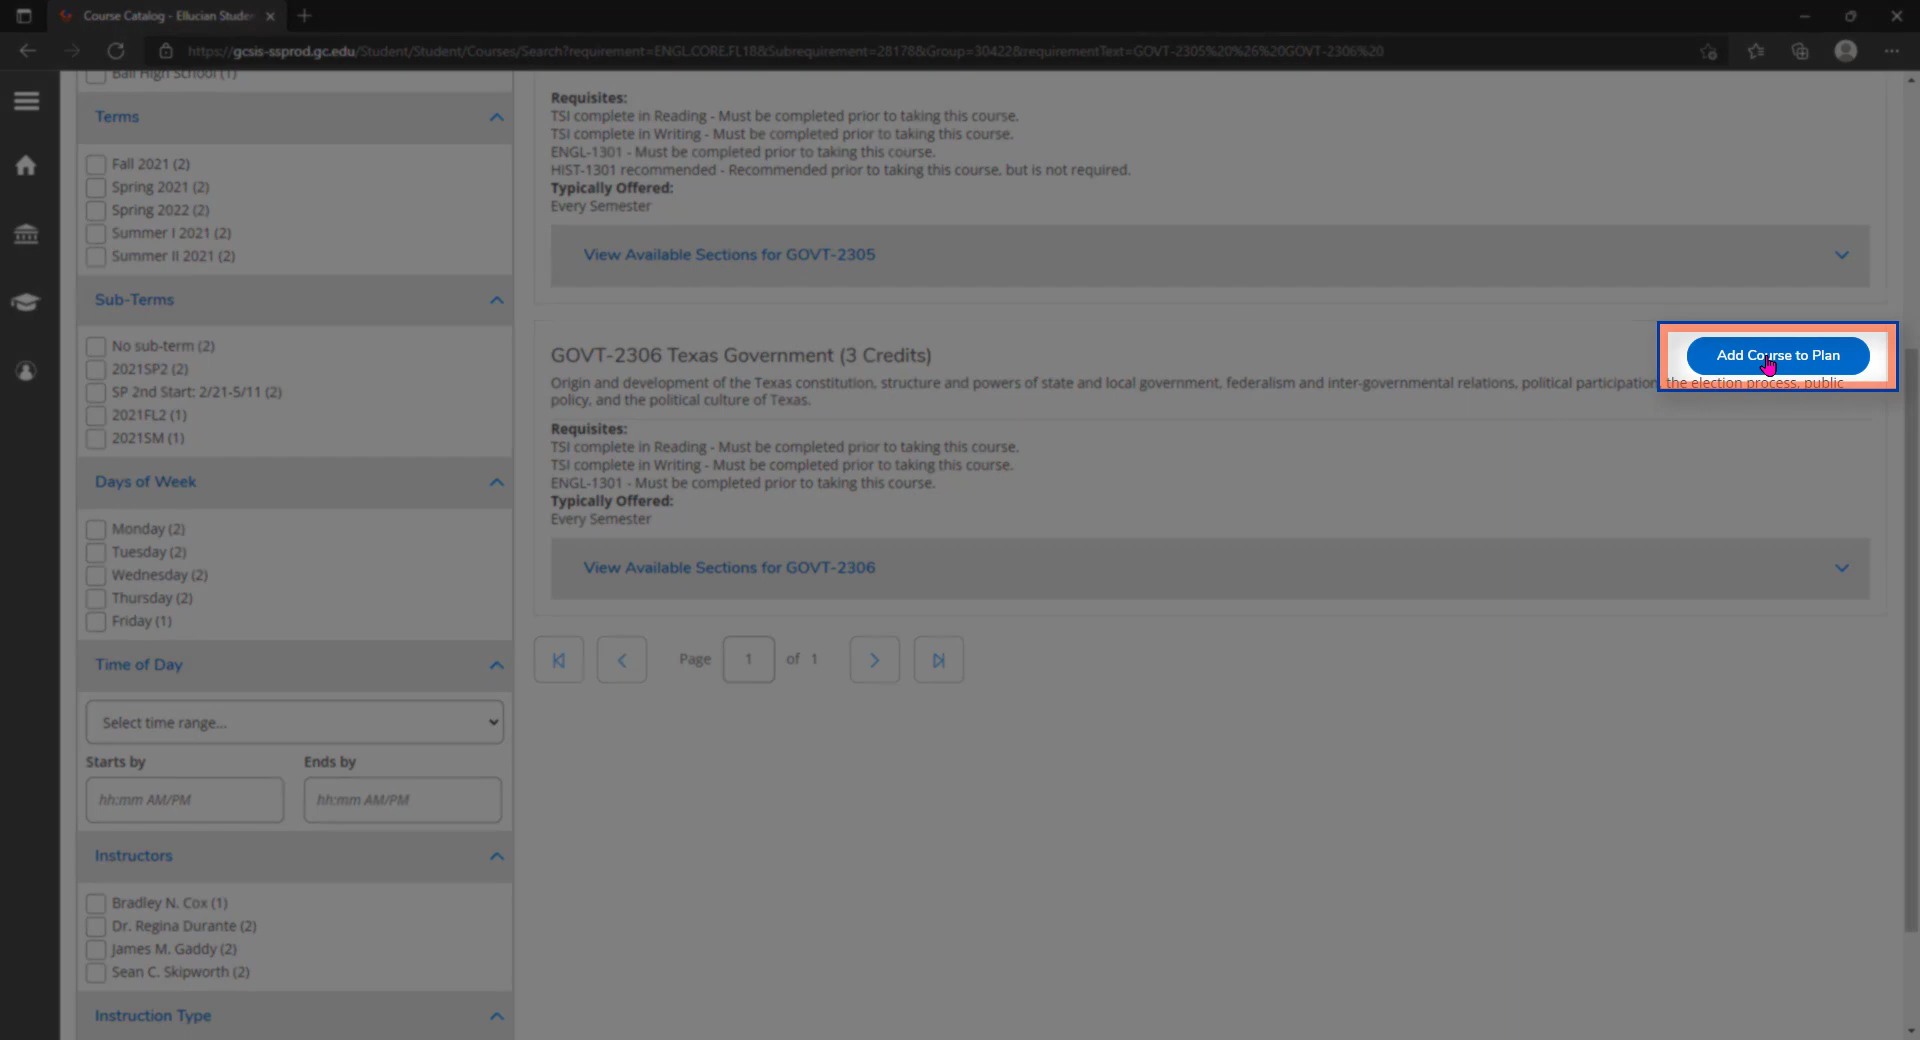 Course Catalog - Ellucian Stude
https://gcsis-ssprod.gc.edu/Student/Student/Courses/Search?requirement=ENGL.CORE.FL18&Subrequirement=28178&Group=30422&requirementText=GOVT-2305%20%26%20GOVT-2306%20
Ball High School (1)
Terms
Fall 2021 (2)
Spring 2021 (2)
Spring 2022 (2)
Summer I 2021 (2)
Summer II 2021 (2)
Sub-Terms
No sub-term (2)
2021SP2 (2)
SP 2nd Start: 2/21-5/11 (2)
2021FL2 (1)
2021SM (1)
Days of Week
Monday (2)
Tuesday (2)
Wednesday (2)
Thursday (2)
Friday (1)
Time of Day
Select time range...
Starts by Ends by
hh:mm AM/PM hh:mm AM/PM
Instructors
Bradley N. Cox (1)
Dr. Regina Durante (2)
James M. Gaddy (2)
Sean C. Skipworth (2)
Instruction Type
Requisites:
TSI complete in Reading - Must be completed prior to taking this course.
TSI complete in Writing - Must be completed prior to taking this course.
ENGL-1301 - Must be completed prior to taking this course.
HIST-1301 recommended - Recommended prior to taking this course, but is not required.
Typically Offered:
Every Semester
View Available Sections for GOVT-2305
GOVT-2306 Texas Government (3 Credits)
Add Course to Plan
Origin and development of the Texas constitution, structure and powers of state and local government, federalism and inter-governmental relations, political participation, the election process, public
policy, and the political culture of Texas.
Requisites:
TSI complete in Reading - Must be completed prior to taking this course.
TSI complete in Writing - Must be completed prior to taking this course.
ENGL-1301 - Must be completed prior to taking this course.
Typically Offered:
Every Semester
View Available Sections for GOVT-2306
Page 1 of 1